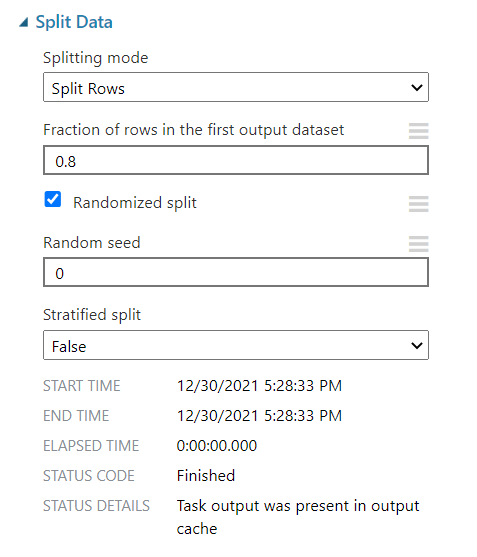 Split Data
Splitting mode
Split Rows
Fraction of rows in the first output dataset
0.8
Randomized split
Random seed
0
Stratified split
False
START TIME 12/30/2021 5:28:33 PM
END TIME 12/30/2021 5:28:33 PM
ELAPSED TIME 0:00:00.000
STATUS CODE Finished
STATUS DETAILS Task output was present in output
cache